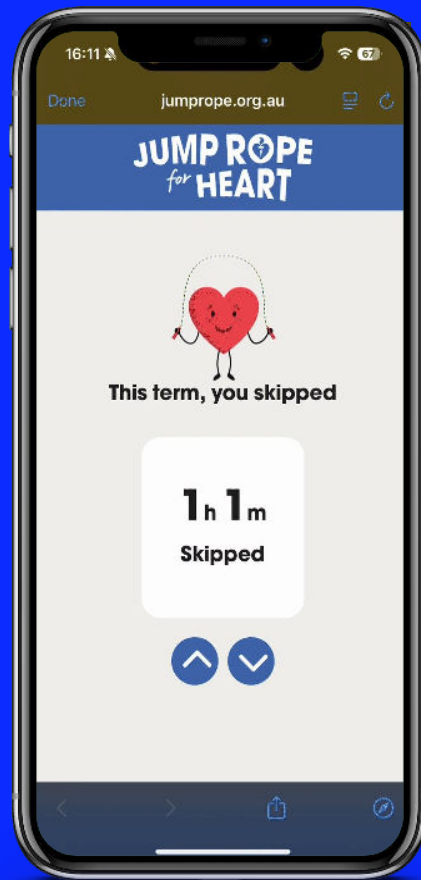 16:11
67
Done
jumprope.org.au
JUMP ROPE
for HEART
This term, you skipped
1h 1m
Skipped